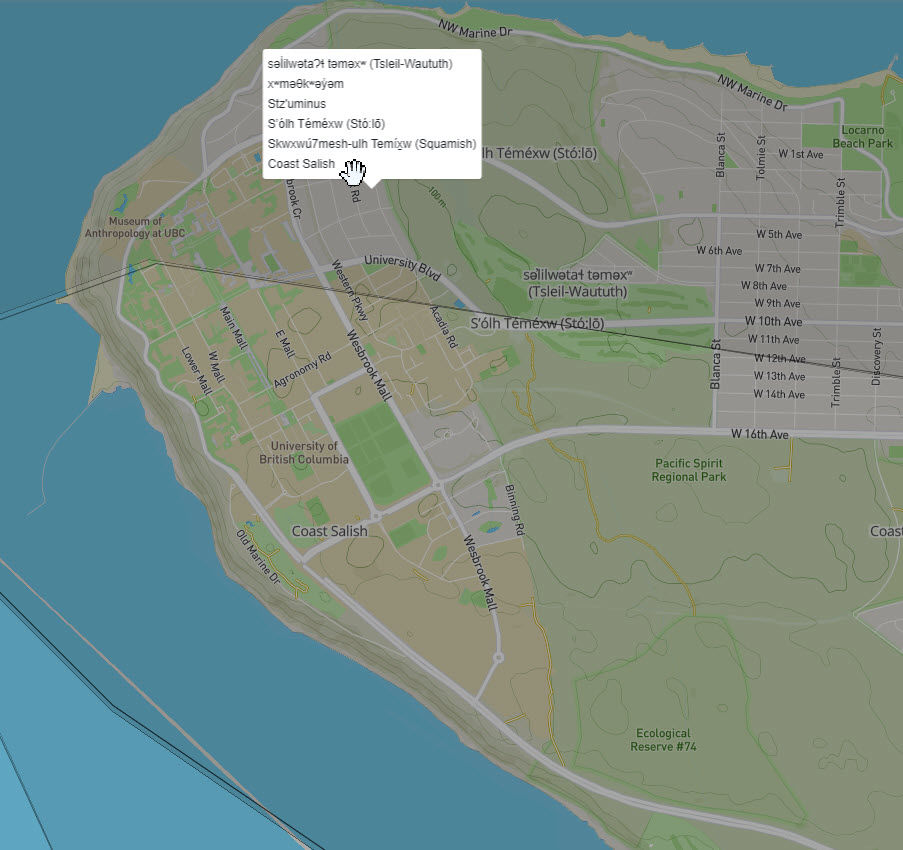 NW Marine Dr
səl̓ilwətaʔɬ təməxʷ (Tsleil-Waututh)
xʷməθkʷəy̓əm
Stz'uminus
S'ólh Téméxw (Stó:lō)
Skwxwú7mesh-ulh Temíx̱w (Squamish)
Coast Salish
NW Marine Dr
Locarno
Beach Park
Blanca St
Tolmie St
W 1st Ave
lh Téméxw (Stó:lō)
Trimble St
brook Cr
Rd
100 m
Museum of
Anthropology at UBC
W 5th Ave
W 6th Ave
University Blvd
W 7th Ave
səl̓ilwətaɬ təməxʷ
(Tsleil-Waututh)
W 8th Ave
Western Pkwy
W 9th Ave
S'ólh Téméxw (Stó:lō)
W 10th Ave
Main Mall
E Mall
Acadia Rd
W 11th Ave
Discovery St
W 12th Ave
Lower Mall
W Mall
Agronomy Rd
Wesbrook Mall
Blanca St
W 13th Ave
Trimble St
W 14th Ave
W 16th Ave
University of
British Columbia
Pacific Spirit
Regional Park
Binning Rd
Coast Salish
Coast
Old Marine Dr
Wesbrook Mall
Ecological
Reserve #74